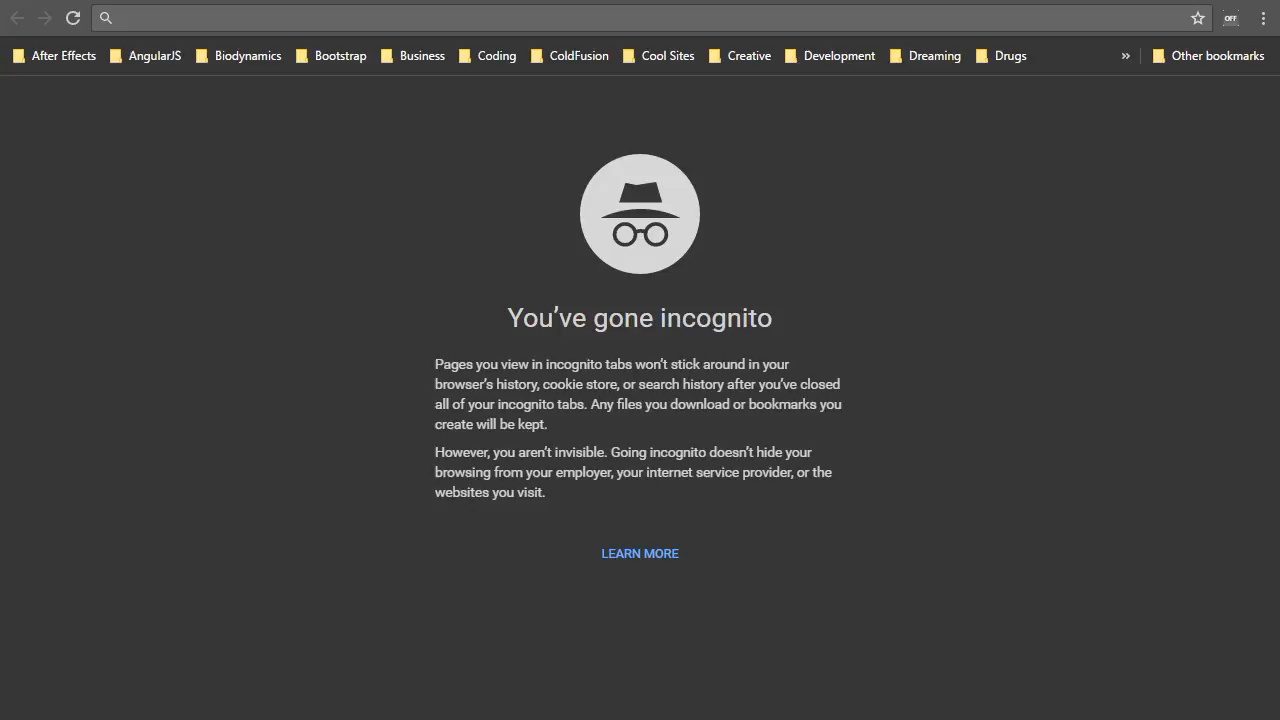 OFF
After Effects AngularJS Biodynamics Bootstrap Business Coding ColdFusion Cool Sites Creative Development Dreaming Drugs » Other bookmarks
You’ve gone incognito
Pages you view in incognito tabs won’t stick around in your
browser’s history, cookie store, or search history after you’ve closed
all of your incognito tabs. Any files you download or bookmarks you
create will be kept.
However, you aren’t invisible. Going incognito doesn’t hide your
browsing from your employer, your internet service provider, or the
websites you visit.
LEARN MORE